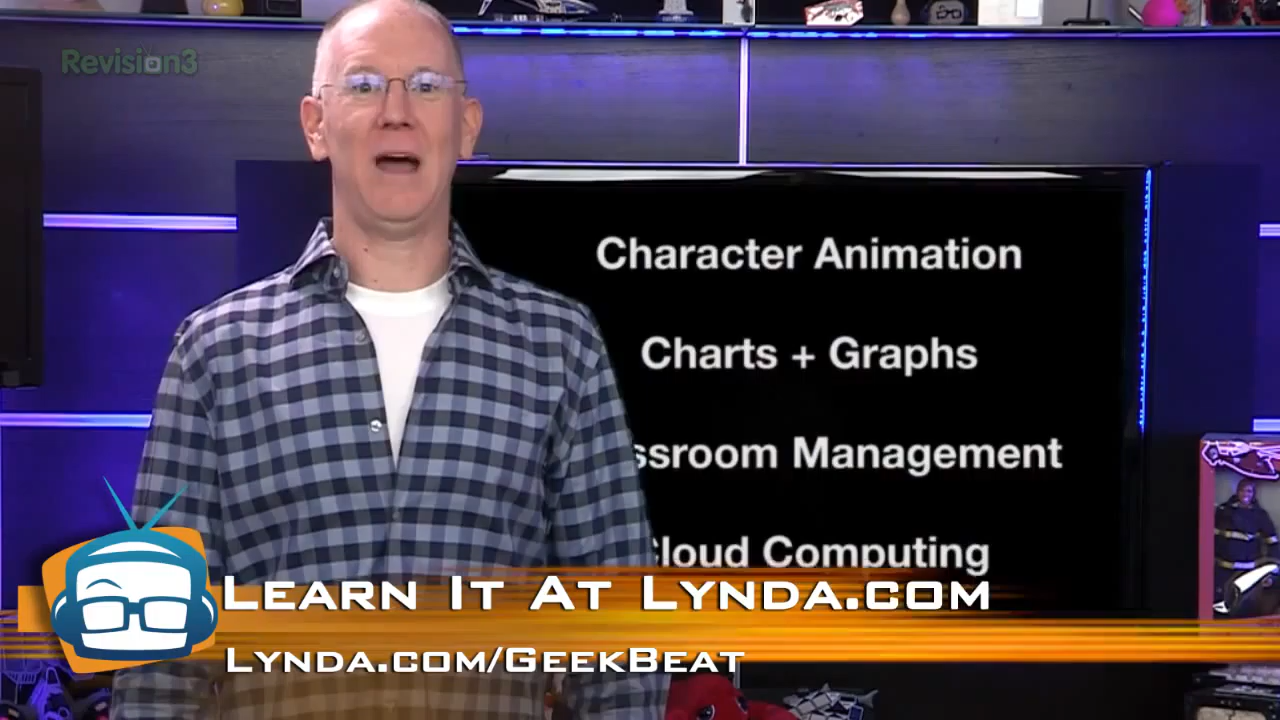 Revision3
Character Animation
Charts + Graphs
ssroom Management
Cloud Computing
Learn It At Lynda.com
Lynda.com/GeekBeat